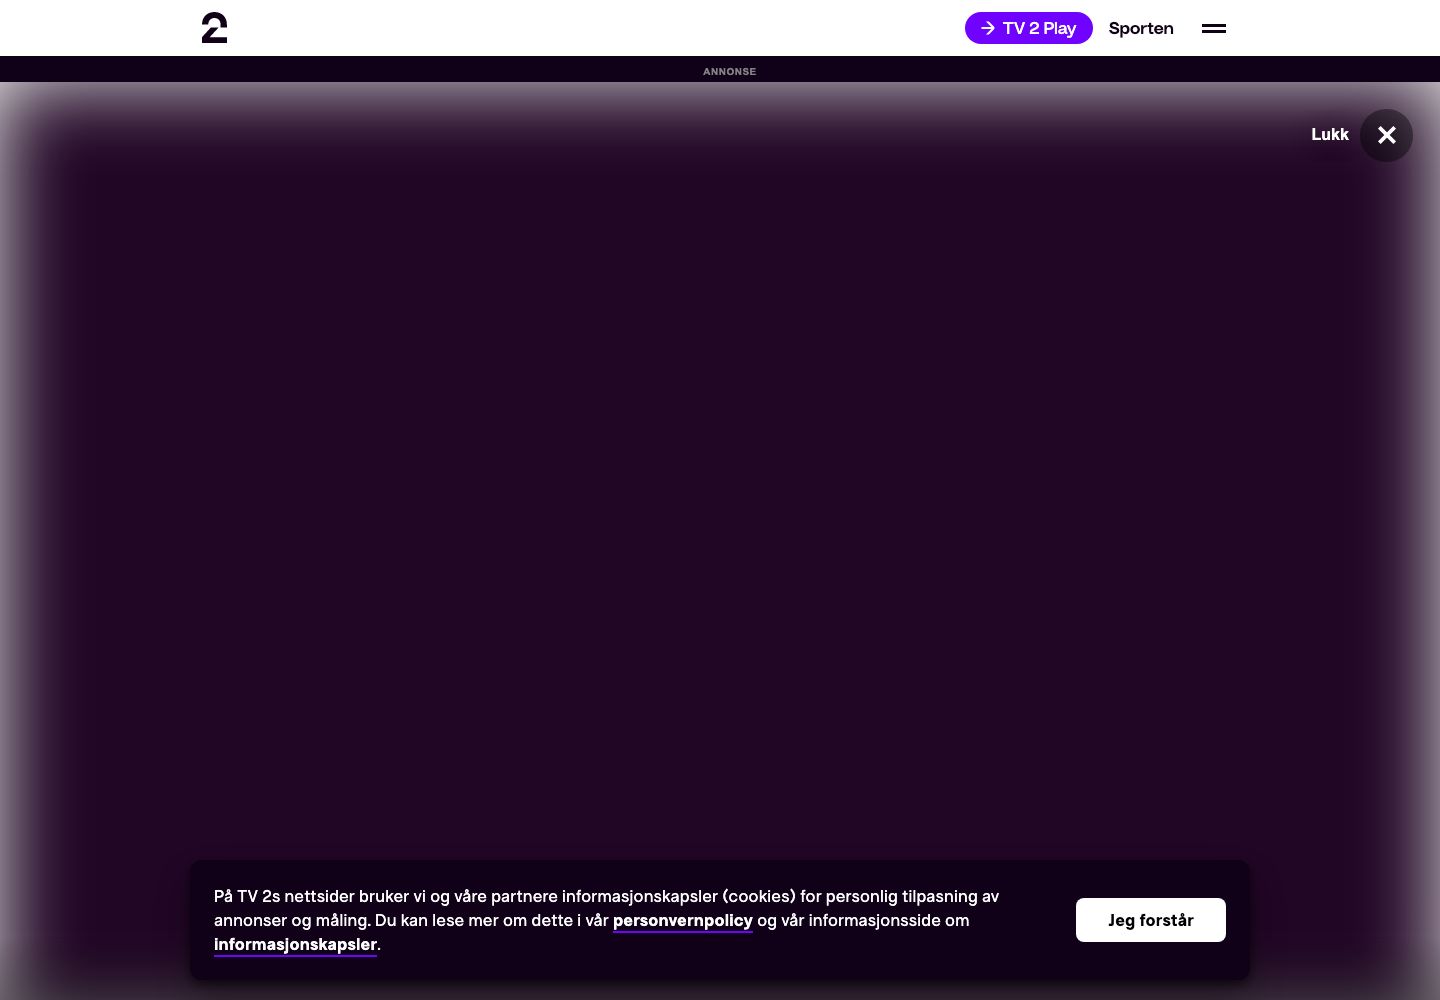 2
TV 2 Play
Sporten
ANNONSE
Lukk
På TV 2s nettsider bruker vi og våre partnere informasjonskapsler (cookies) for personlig tilpasning av
annonser og måling. Du kan lese mer om dette i vår personvernpolicy og vår informasjonsside om
informasjonskapsler.
Jeg forstår